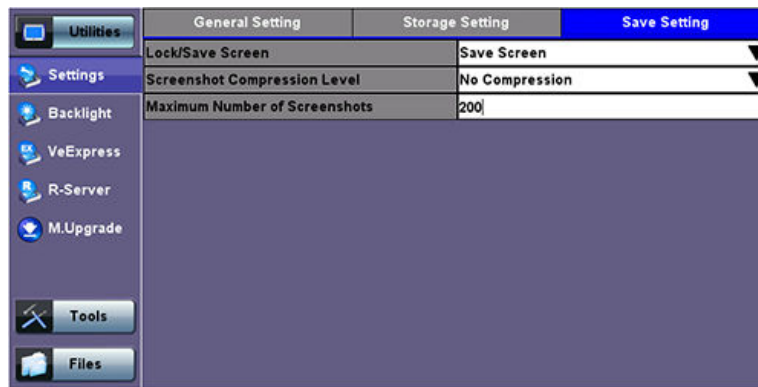 Utilities
General Setting
Storage Setting
Save Setting
Lock/Save Screen
Save Screen
Settings
Screenshot Compression Level
No Compression
Backlight
Maximum Number of Screenshots
200
EX
VeExpress
R
R-Server
M.Upgrade
Tools
Files